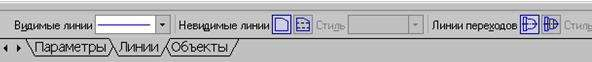 Видимые линии Невидимые линии Стиль Линии переходов Стиль
Параметры Линии Объекты